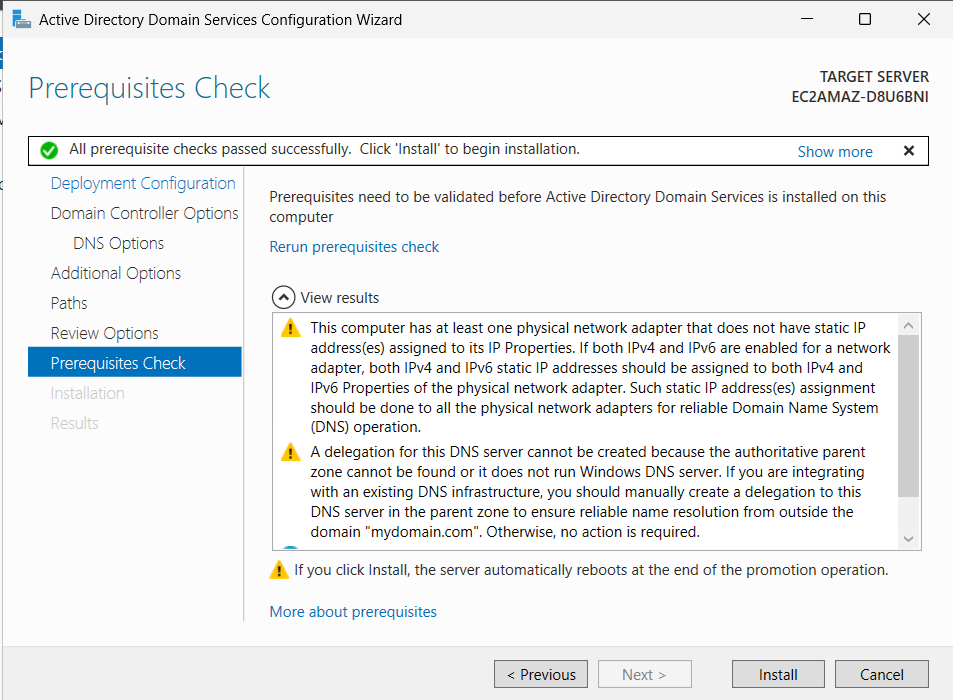 Active Directory Domain Services Configuration Wizard
Prerequisites Check
TARGET SERVER
EC2AMAZ-D8U6BNI
All prerequisite checks passed successfully.  Click 'Install' to begin installation.
Show more
Deployment Configuration
Domain Controller Options
DNS Options
Additional Options
Paths
Review Options
Prerequisites Check
Installation
Results
Prerequisites need to be validated before Active Directory Domain Services is installed on this
computer
Rerun prerequisites check
View results
This computer has at least one physical network adapter that does not have static IP
address(es) assigned to its IP Properties. If both IPv4 and IPv6 are enabled for a network
adapter, both IPv4 and IPv6 static IP addresses should be assigned to both IPv4 and
IPv6 Properties of the physical network adapter. Such static IP address(es) assignment
should be done to all the physical network adapters for reliable Domain Name System
(DNS) operation.
A delegation for this DNS server cannot be created because the authoritative parent
zone cannot be found or it does not run Windows DNS server. If you are integrating
with an existing DNS infrastructure, you should manually create a delegation to this
DNS server in the parent zone to ensure reliable name resolution from outside the
domain "mydomain.com". Otherwise, no action is required.
If you click Install, the server automatically reboots at the end of the promotion operation.
More about prerequisites
< Previous
Next >
Install
Cancel